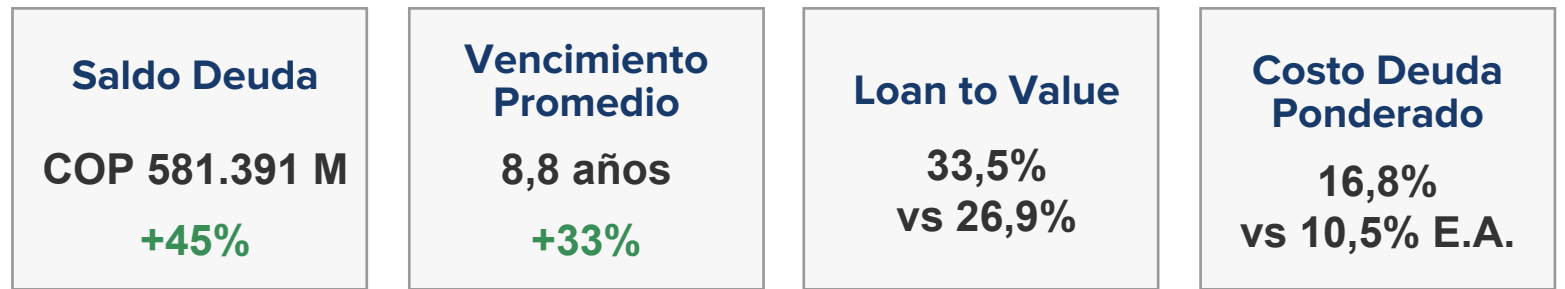 Saldo Deuda
COP 581.391 M
+45%
Vencimiento
Promedio
8,8 años
+33%
Loan to Value
33,5%
vs 26,9%
Costo Deuda
Ponderado
16,8%
vs 10,5% E.A.